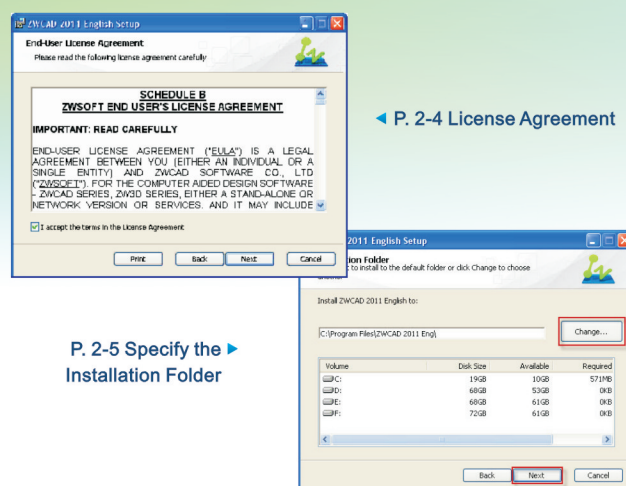 ZWCAD 2011 English Setup
End-User License Agreement
Please read the following license agreement carefully
SCHEDULE B
ZWSOFT END USER'S LICENSE AGREEMENT
IMPORTANT: READ CAREFULLY
END-USER LICENSE AGREEMENT ("EULA") IS A LEGAL
AGREEMENT BETWEEN YOU (EITHER AN INDIVIDUAL OR A
SINGLE ENTITY) AND ZWCAD SOFTWARE CO., LTD
("ZWSOFT"). FOR THE COMPUTER AIDED DESIGN SOFTWARE
- ZWCAD SERIES, ZW3D SERIES, EITHER A STAND-ALONE OR
NETWORK VERSION OR SERVICES. AND IT MAY INCLUDE
I accept the terms in the License Agreement
Print Back Next Cancel
◄ P. 2-4 License Agreement
2011 English Setup
ion Folder
to install to the default folder or click Change to choose
Install ZWCAD 2011 English to:
C:\Program Files\ZWCAD 2011 Eng\ Change...
Volume Disk Size Available Required
C: 19GB 10GB 571MB
D: 68GB 53GB 0KB
E: 68GB 61GB 0KB
F: 72GB 61GB 0KB
Back Next Cancel
P. 2-5 Specify the ►
Installation Folder